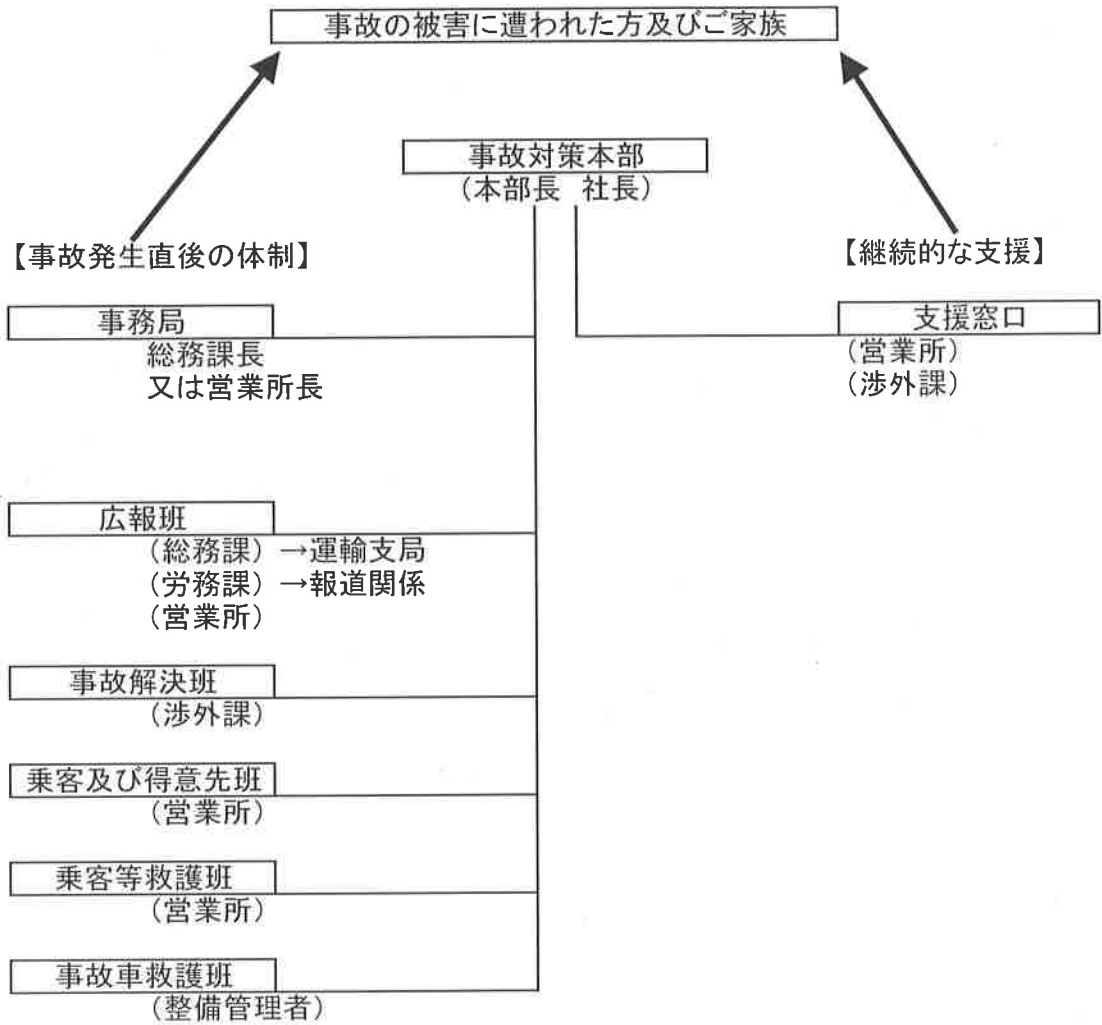 事故の被害に遭われた方及びご家族
事故対策本部
(本部長 社長)
【事故発生直後の体制】
【継続的な支援】
事務局
総務課長
又は営業所長
支援窓口
(営業所)
(渉外課)
広報班
(総務課)→運輸支局
(労務課)→報道関係
(営業所)
事故解決班
(渉外課)
乗客及び得意先班
(営業所)
乗客等救護班
(営業所)
事故車救護班
(整備管理者)